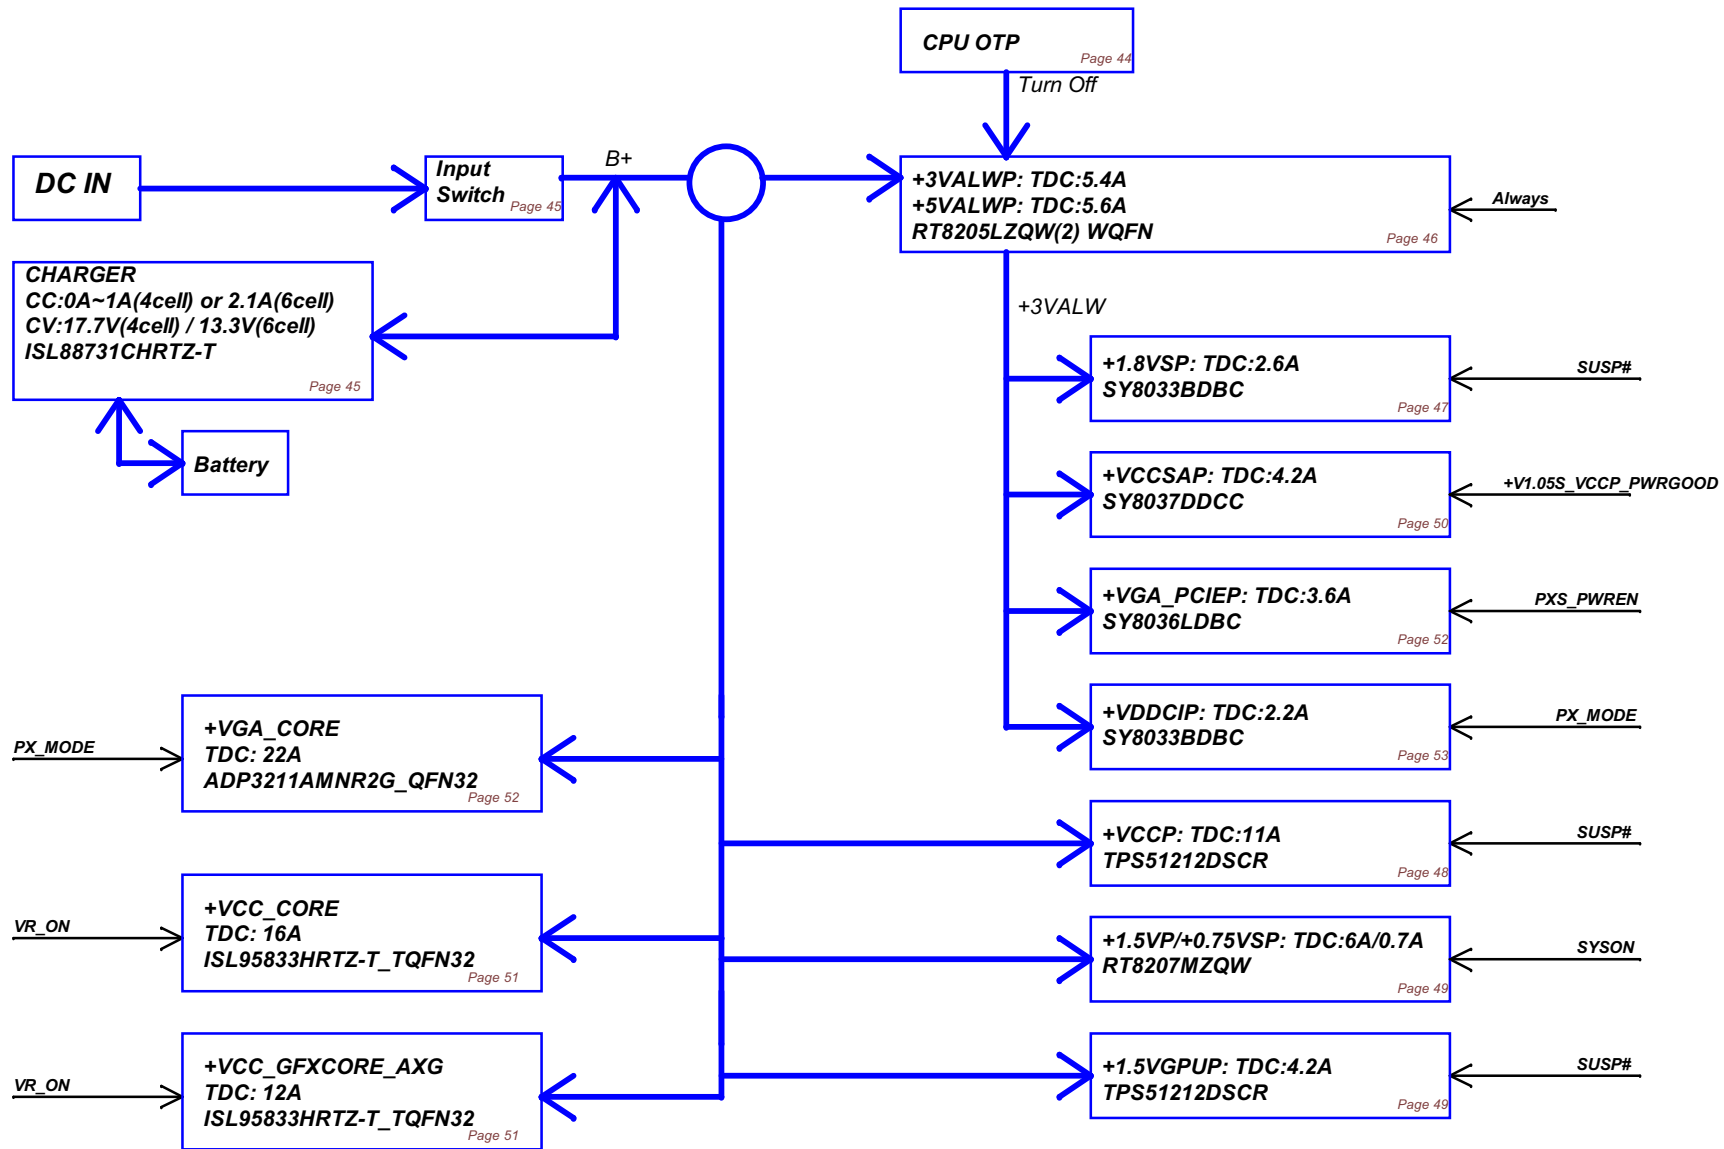 CPU OTP
Page 44
Turn Off
DC IN
Input
Switch
Page 45
B+
+3VALWP: TDC:5.4A
+5VALWP: TDC:5.6A
RT8205LZQW(2) WQFN
Page 46
Always
CHARGER
CC:0A~1A(4cell) or 2.1A(6cell)
CV:17.7V(4cell) / 13.3V(6cell)
ISL88731CHRTZ-T
Page 45
Battery
+3VALW
+1.8VSP: TDC:2.6A
SY8033BDBC
Page 47
SUSP#
+VCCSAP: TDC:4.2A
SY8037DDCC
Page 50
+V1.05S_VCCP_PWRGOOD
+VGA_PCIEP: TDC:3.6A
SY8036LDBC
Page 52
PXS_PWREN
+VDDCIP: TDC:2.2A
SY8033BDBC
Page 53
PX_MODE
PX_MODE
+VGA_CORE
TDC: 22A
ADP3211AMNR2G_QFN32
Page 52
+VCCP: TDC:11A
TPS51212DSCR
Page 48
SUSP#
VR_ON
+VCC_CORE
TDC: 16A
ISL95833HRTZ-T_TQFN32
Page 51
+1.5VP/+0.75VSP: TDC:6A/0.7A
RT8207MZQW
Page 49
SYSON
VR_ON
+VCC_GFXCORE_AXG
TDC: 12A
ISL95833HRTZ-T_TQFN32
Page 51
+1.5VGPUP: TDC:4.2A
TPS51212DSCR
Page 49
SUSP#